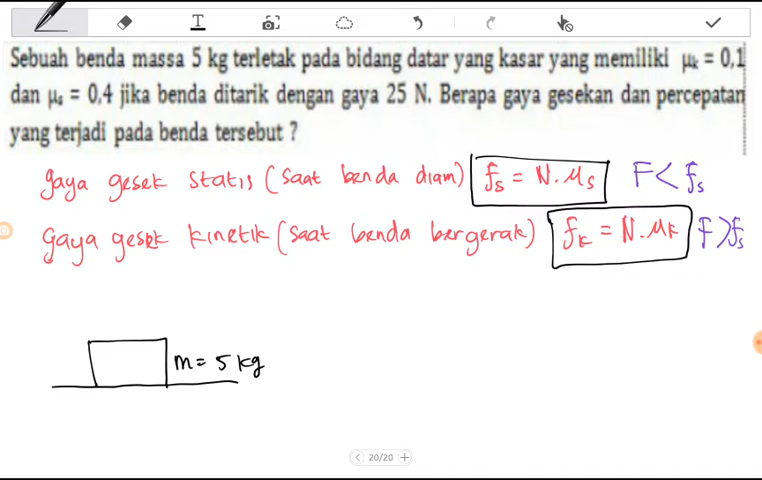 T
Sebuah benda massa 5 kg terletak pada bidang datar yang kasar yang memiliki μₖ = 0,1
dan μₛ = 0,4 jika benda ditarik dengan gaya 25 N. Berapa gaya gesekan dan percepatan
yang terjadi pada benda tersebut ?
gaya gesek statis (saat benda diam) fₛ = N.μₛ F < fₛ
gaya gesek kinetik (saat benda bergerak) fₖ = N.μₖ F > fₛ
m = 5 kg
< 20/20 +